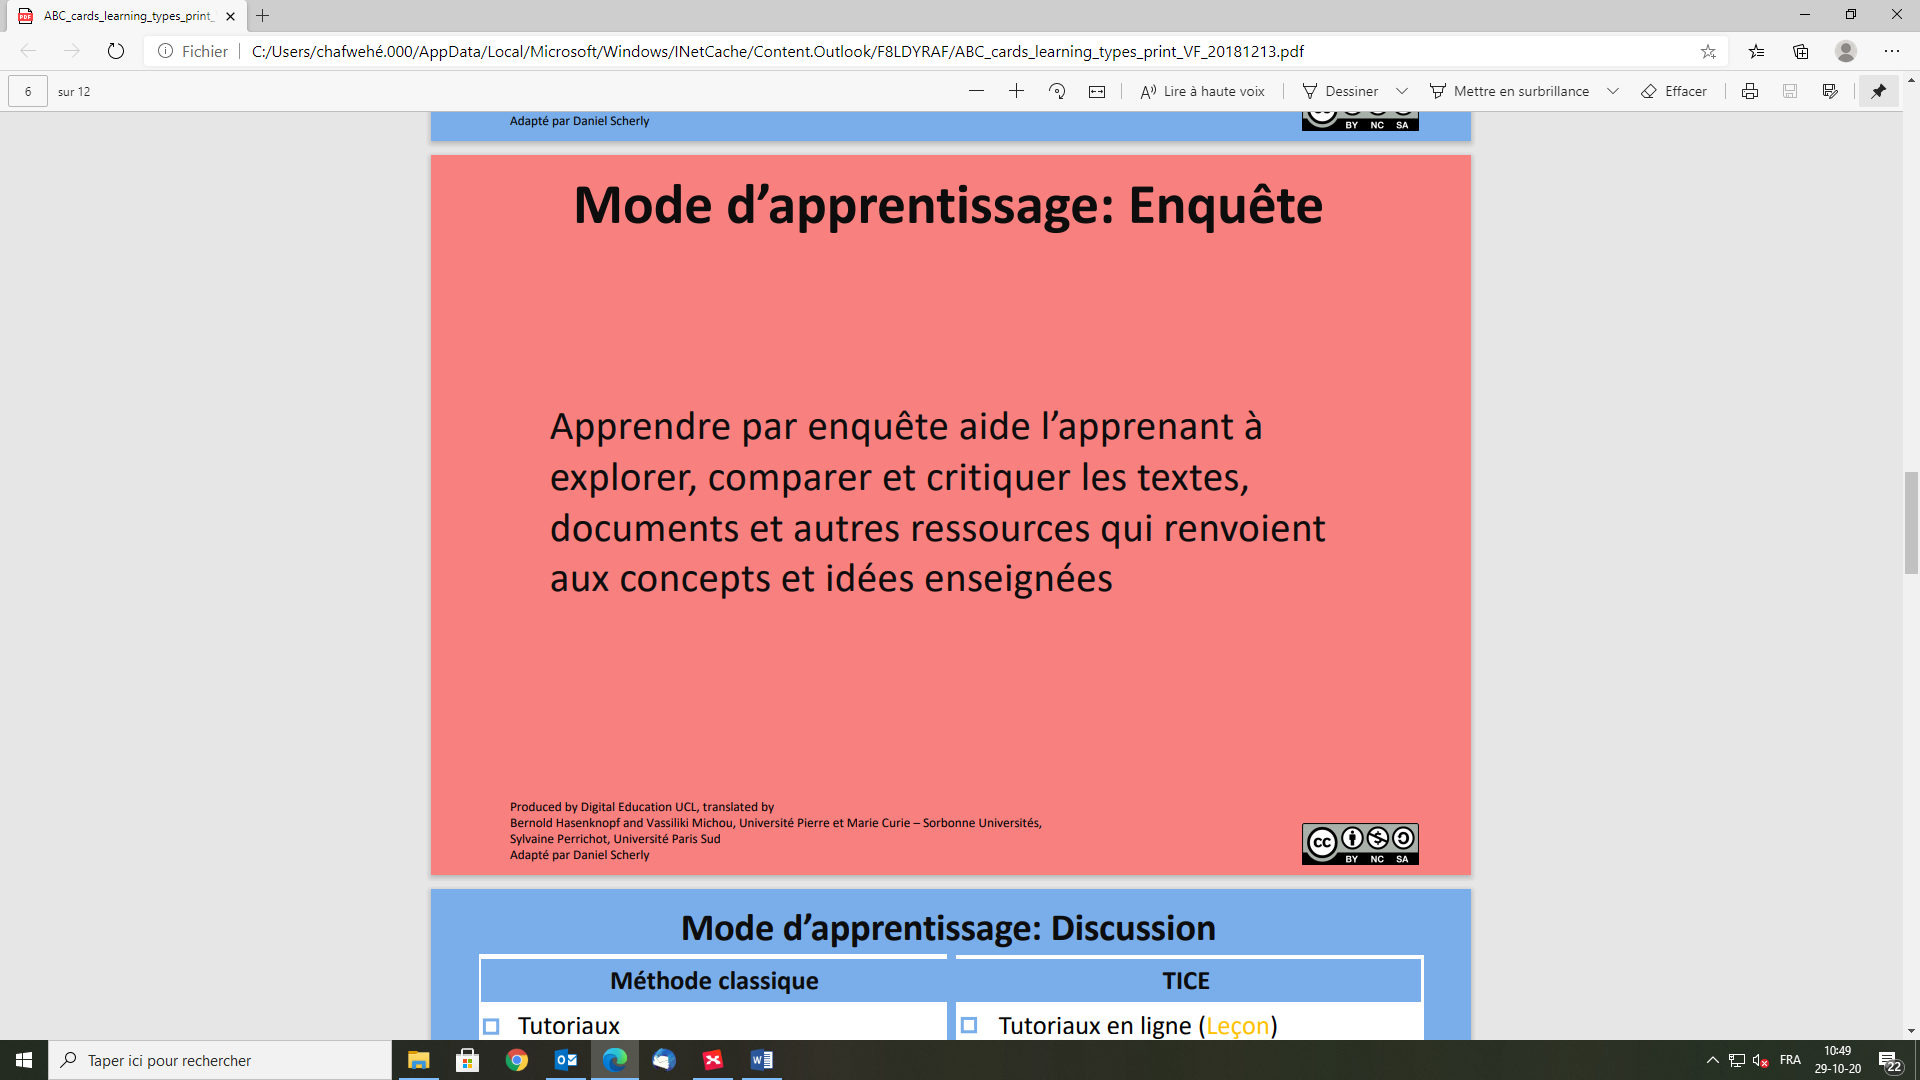 ABC_cards_learning_types_print_
Fichier
C:/Users/chafwehé.000/AppData/Local/Microsoft/Windows/INetCache/Content.Outlook/F8LDYRAF/ABC_cards_learning_types_print_VF_20181213.pdf
6 sur 12
Lire à haute voix
Dessiner
Mettre en surbrillance
Effacer
Adapté par Daniel Scherly
BY NC SA
Mode d’apprentissage: Enquête
Apprendre par enquête aide l’apprenant à
explorer, comparer et critiquer les textes,
documents et autres ressources qui renvoient
aux concepts et idées enseignées
Produced by Digital Education UCL, translated by
Bernold Hasenknopf and Vassiliki Michou, Université Pierre et Marie Curie – Sorbonne Universités,
Sylvaine Perrichot, Université Paris Sud
Adapté par Daniel Scherly
cc
BY NC SA
Mode d’apprentissage: Discussion
Méthode classique
TICE
Tutoriaux
Tutoriaux en ligne (Leçon)
Taper ici pour rechercher
FRA
10:49
29-10-20
22